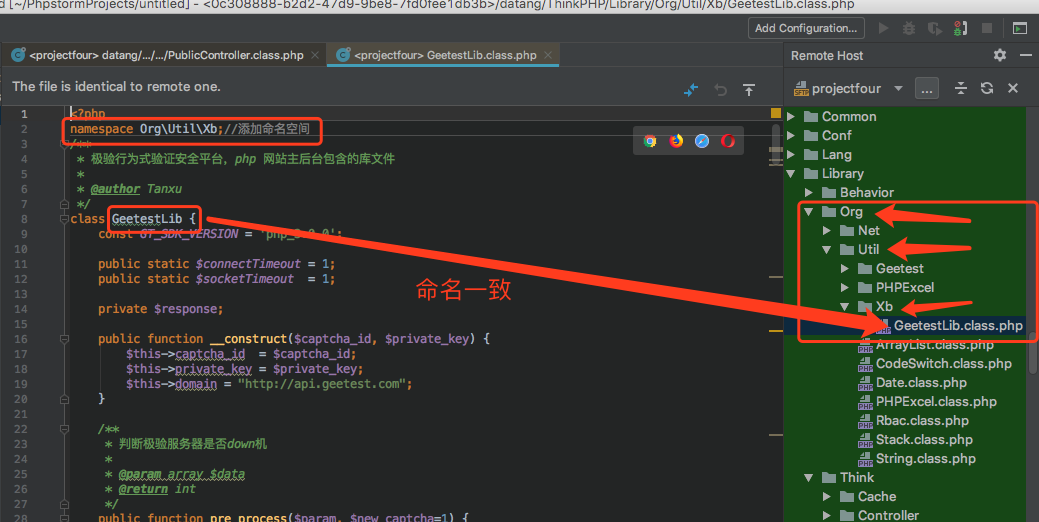 d [~/PhpstormProjects/untitled] - <0c308888-b2d2-47d9-9be8-7fd0fee1db3b>/datang/ThinkPHP/Library/Org/Util/Xb/GeetestLib.class.php
Add Configuration...
<projectfour> datang/.../.../PublicController.class.php
<projectfour> GeetestLib.class.php
Remote Host
The file is identical to remote one.
projectfour
...
1 <?php
2 namespace Org\Util\Xb;//添加命名空间
3 /**
4 * 极验行为式验证安全平台，php 网站主后台包含的库文件
5 *
6 * @author Tanxu
7 */
8 class GeetestLib {
9 const GT_SDK_VERSION =
10
11 public static $connectTimeout = 1;
12 public static $socketTimeout = 1;
13
14 private $response;
15
16 public function __construct($captcha_id, $private_key) {
17 $this->captcha_id = $captcha_id;
18 $this->private_key = $private_key;
19 $this->domain = "http://api.geetest.com";
20 }
21
22 /**
23 * 判断极验服务器是否down机
24 *
25 * @param array $data
26 * @return int
27 */
28 public function pre_process($param, $new_captcha=1) {
命名一致
Common
Conf
Lang
Library
Behavior
Org
Net
Util
Geetest
PHPExcel
Xb
GeetestLib.class.php
ArrayList.class.php
CodeSwitch.class.php
Date.class.php
PHPExcel.class.php
Rbac.class.php
Stack.class.php
String.class.php
Think
Cache
Controller